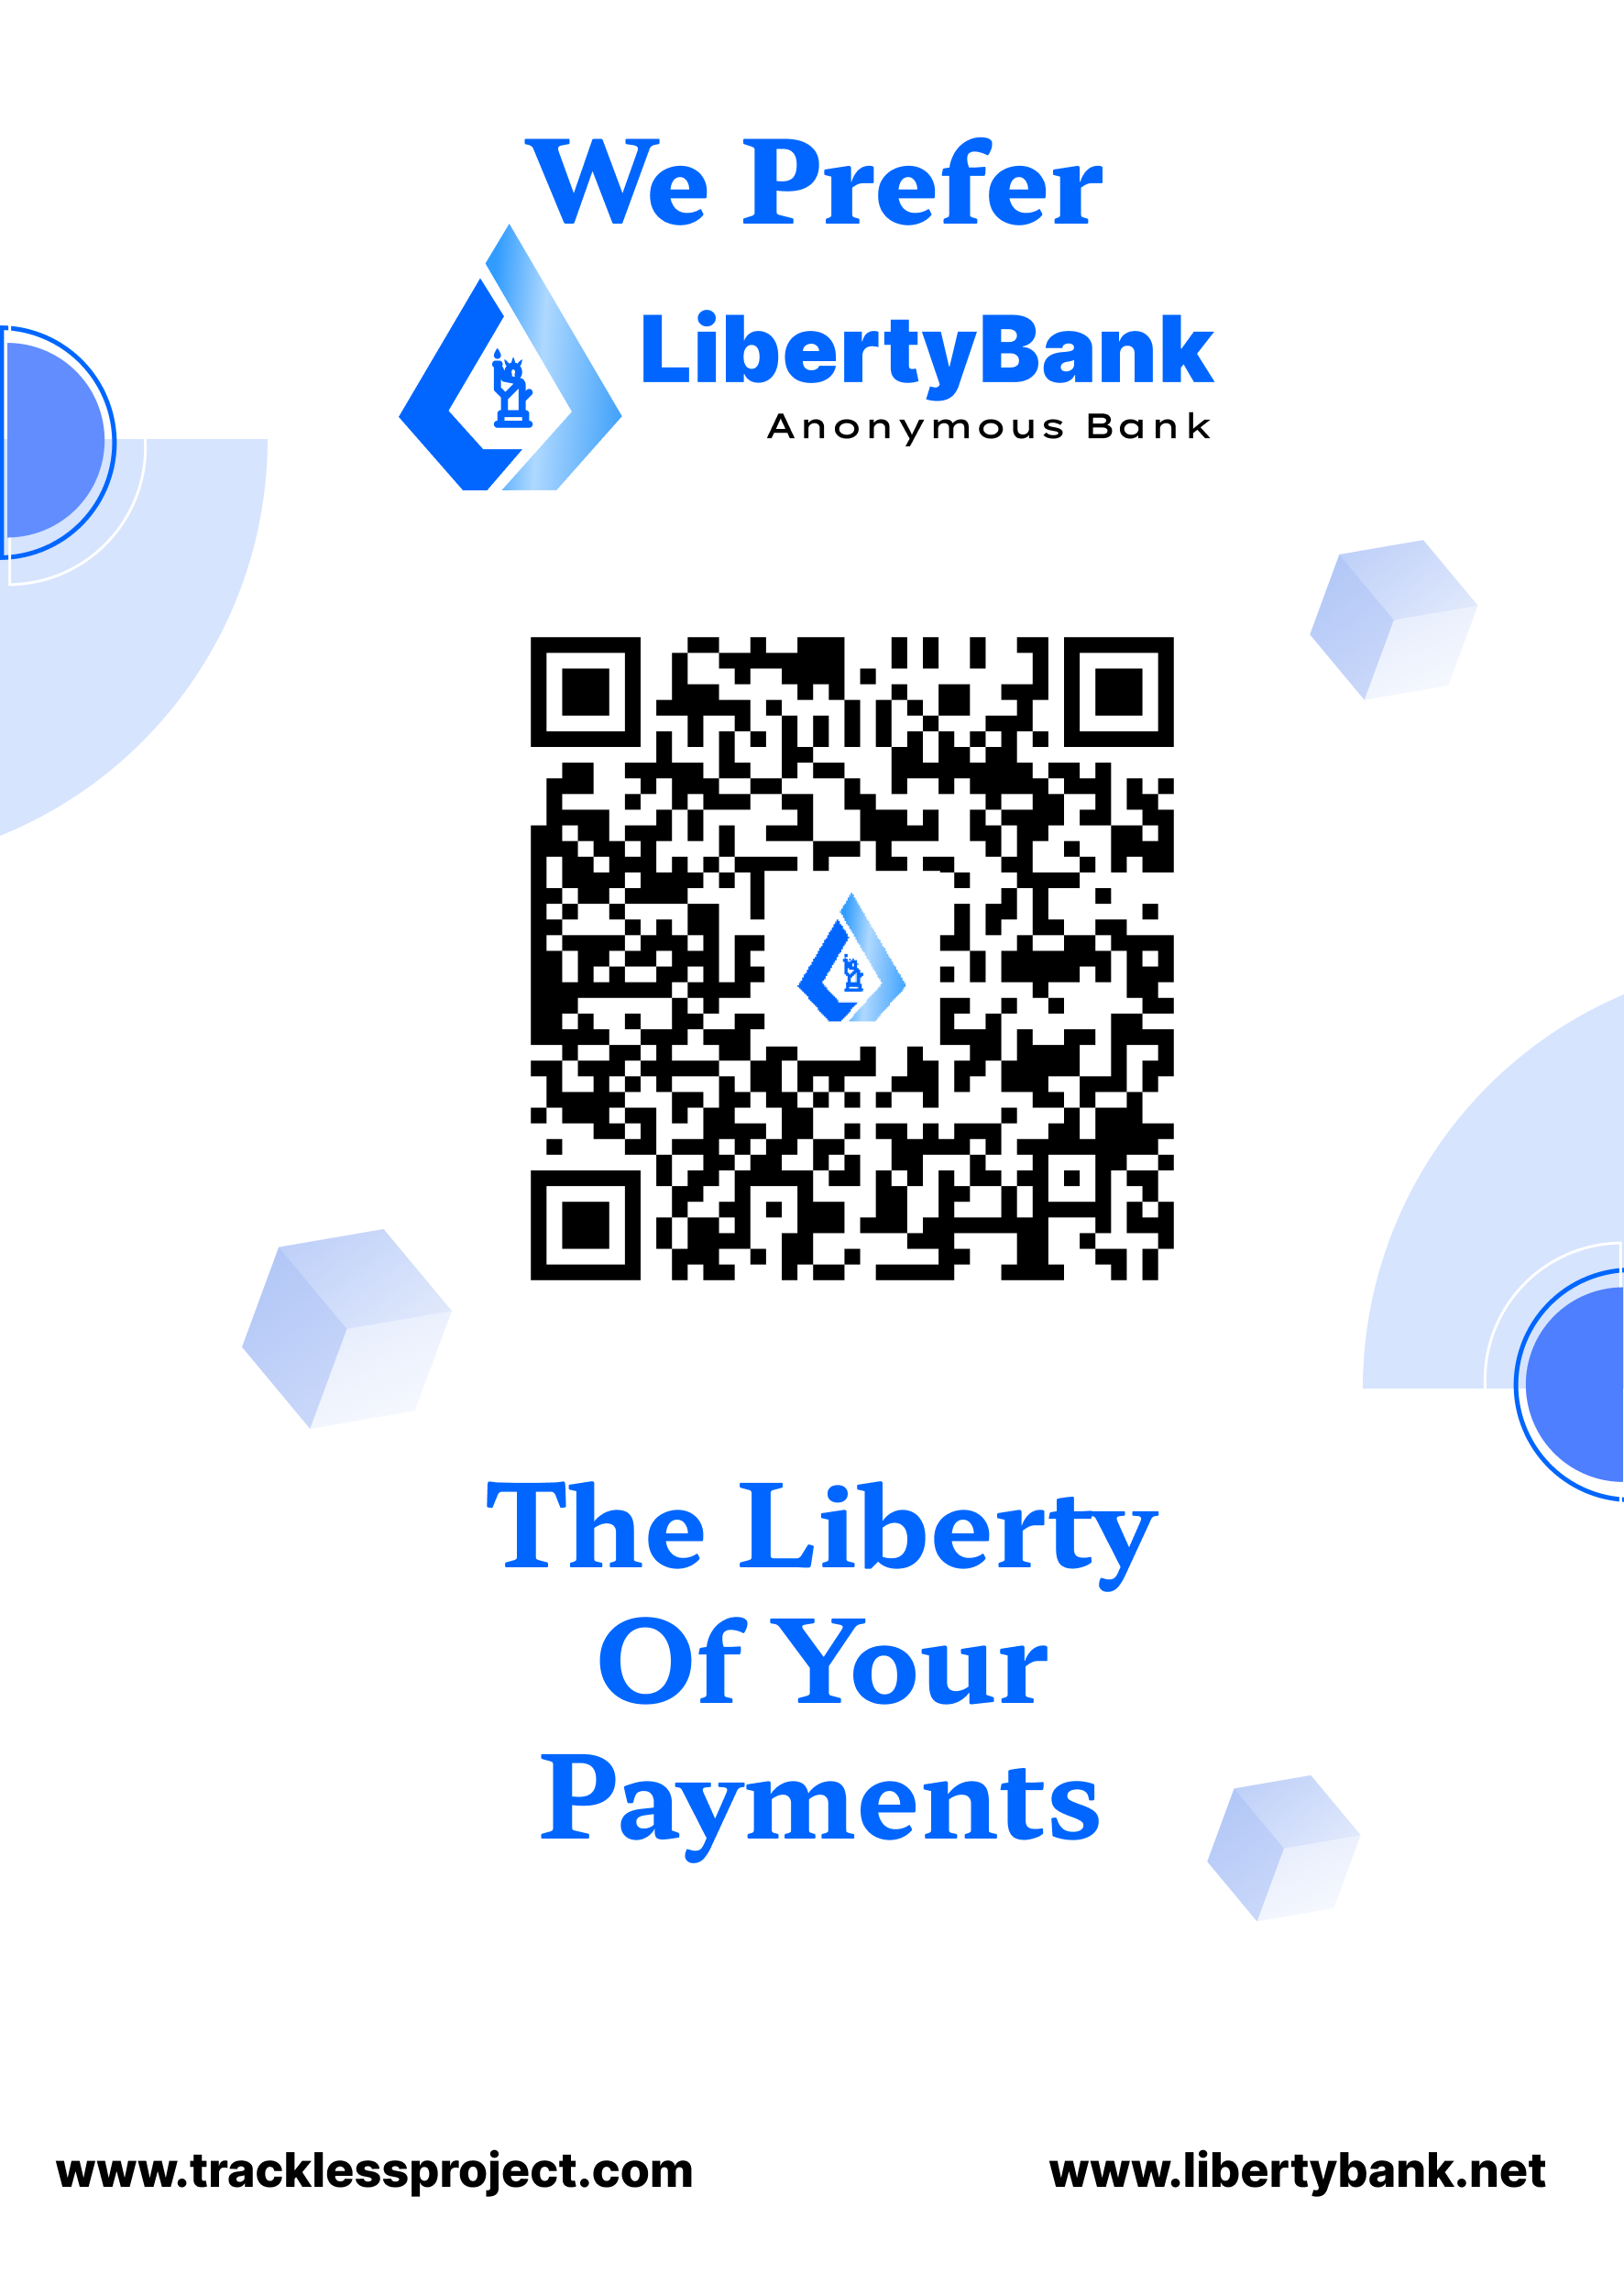 We Prefer
LibertyBank
Anonymous Bank
The Liberty
Of Your
Payments
www.tracklessproject.com
www.libertybank.net